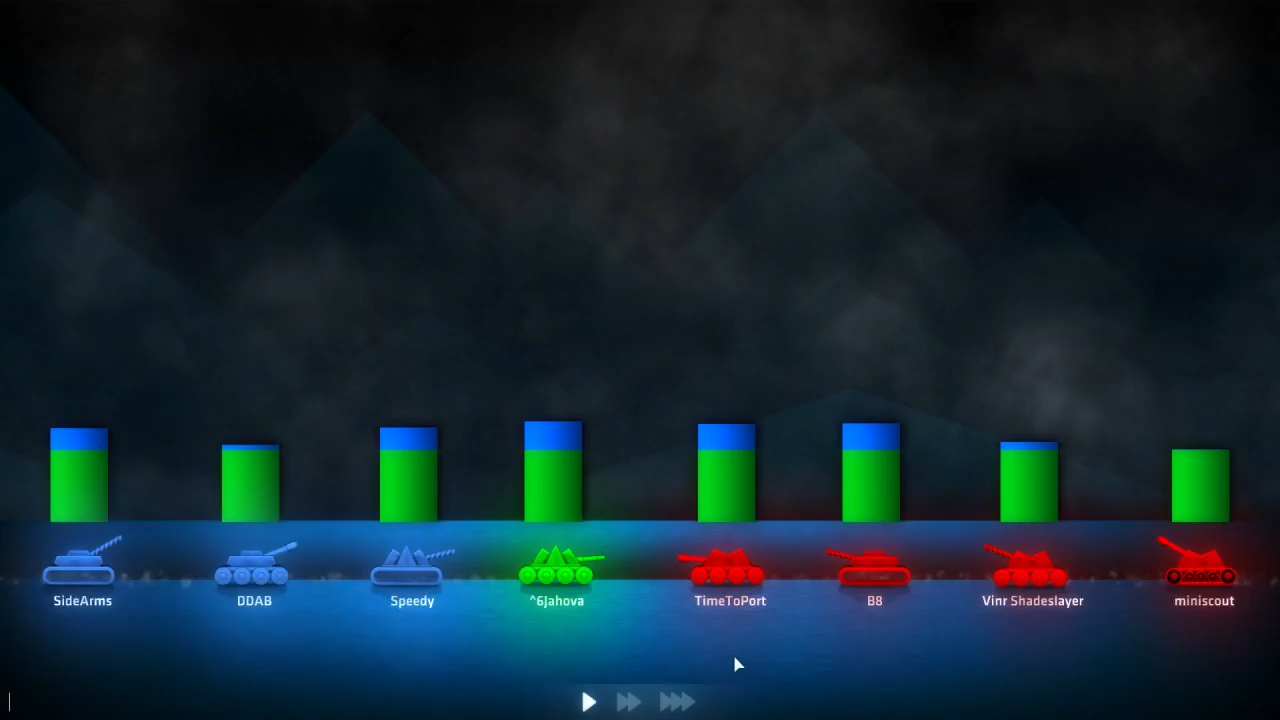 SideArms
DDAB
Speedy
^6Jahova
TimeToPort
B8
Vinr Shadeslayer
miniscout